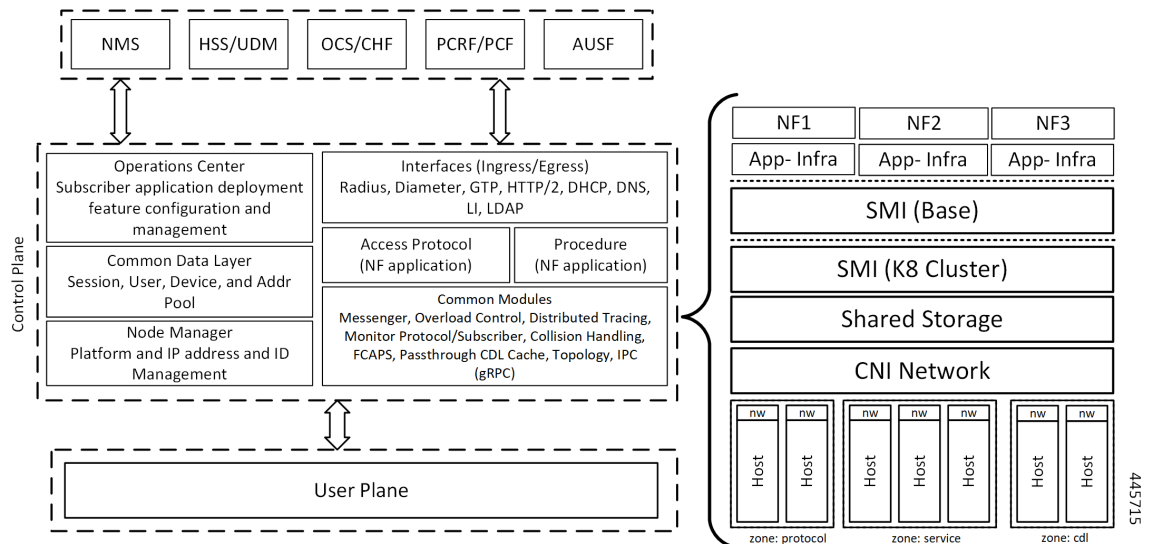 NMS
HSS/UDM
OCS/CHF
PCRF/PCF
AUSF
Control Plane
Operations Center
Subscriber application deployment
feature configuration and
management
Common Data Layer
Session, User, Device, and Addr
Pool
Node Manager
Platform and IP address and ID
Management
Interfaces (Ingress/Egress)
Radius, Diameter, GTP, HTTP/2, DHCP, DNS,
LI, LDAP
Access Protocol
(NF application)
Procedure
(NF application)
Common Modules
Messenger, Overload Control, Distributed Tracing,
Monitor Protocol/Subscriber, Collision Handling,
FCAPS, Passthrough CDL Cache, Topology, IPC
(gRPC)
User Plane
NF1
NF2
NF3
App- Infra
App- Infra
App- Infra
SMI (Base)
SMI (K8 Cluster)
Shared Storage
CNI Network
nw
nw
nw
nw
nw
nw
nw
Host
Host
Host
Host
Host
Host
Host
zone: protocol
zone: service
zone: cdl
445715